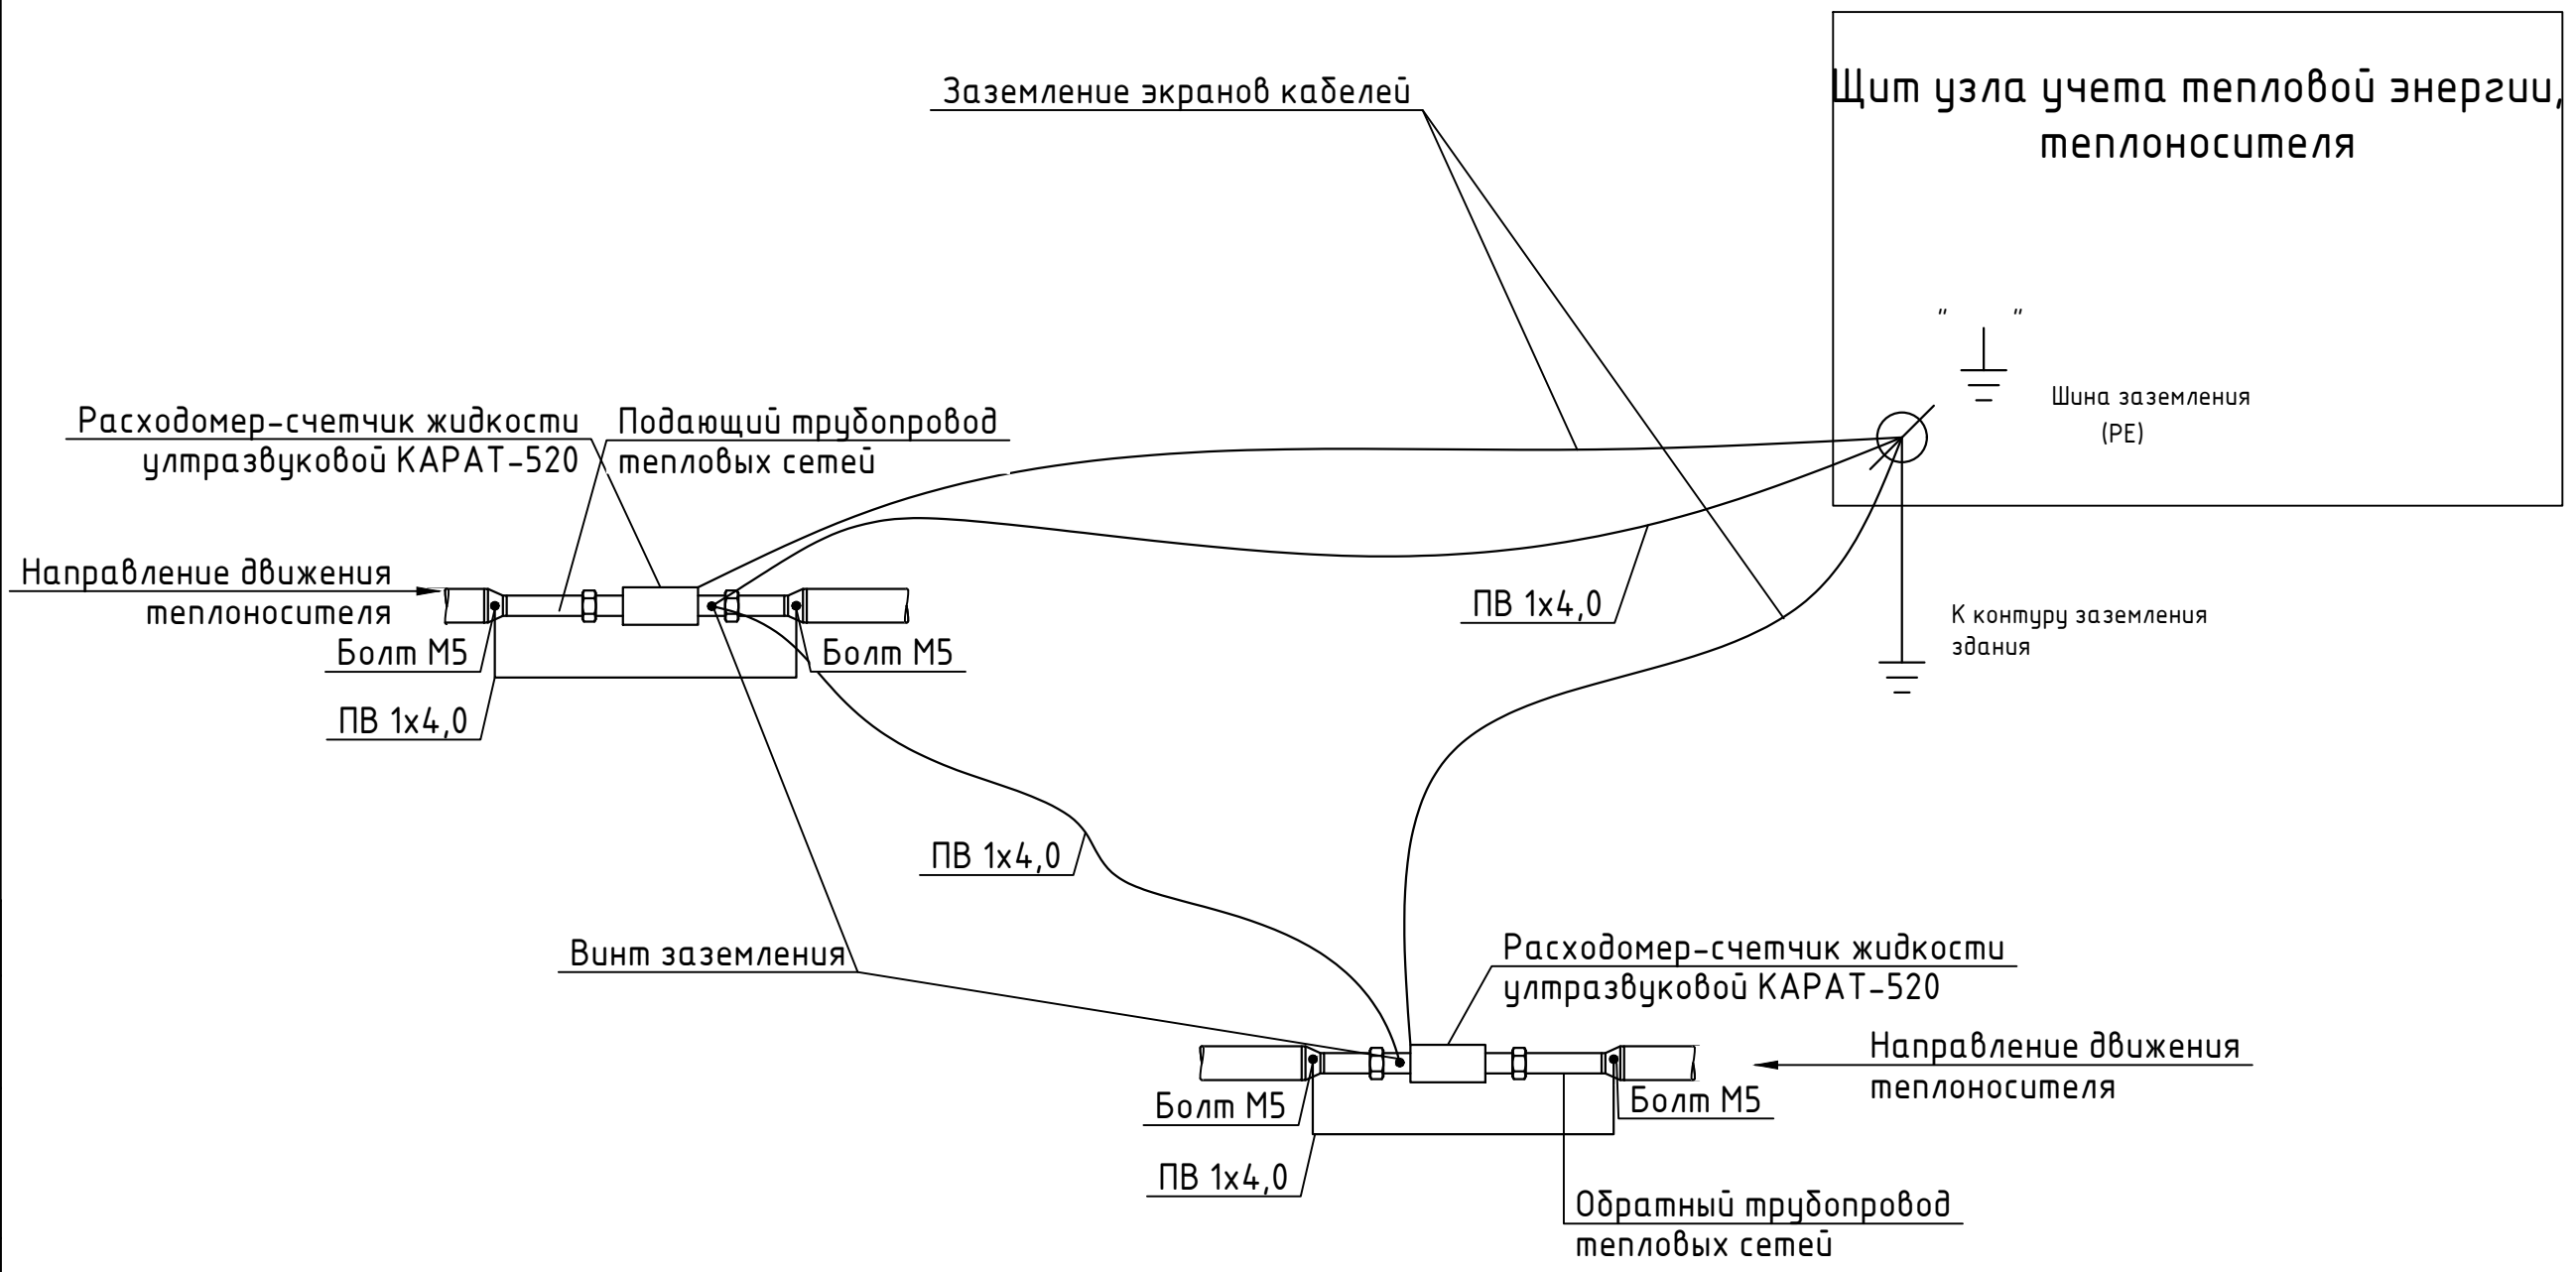 Заземление экранов кабелей
Щит узла учета тепловой энергии,
теплоносителя
" "
Шина заземления
(PE)
Расходомер-счетчик жидкости
ултразвуковой КАРАТ-520
Подающий трубопровод
тепловых сетей
Направление движения
теплоносителя
Болт М5
Болт М5
ПВ 1х4,0
ПВ 1х4,0
К контуру заземления
здания
ПВ 1х4,0
Винт заземления
Расходомер-счетчик жидкости
ултразвуковой КАРАТ-520
Направление движения
теплоносителя
Болт М5
Болт М5
ПВ 1х4,0
Обратный трубопровод
тепловых сетей